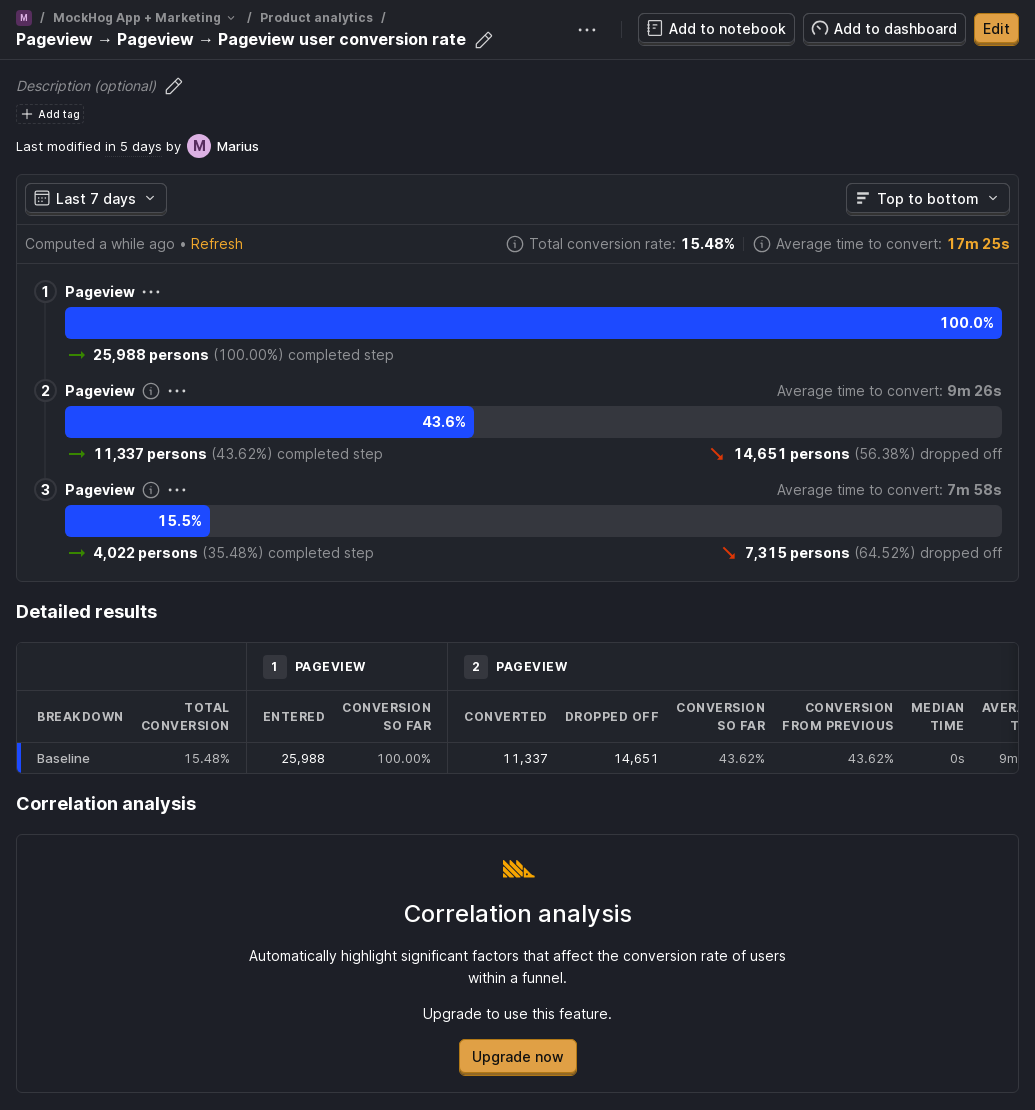 M / MockHog App + Marketing / Product analytics /
Pageview → Pageview → Pageview user conversion rate
Add to notebook
Add to dashboard
Edit
Description (optional)
Add tag
Last modified in 5 days by M Marius
Last 7 days
Top to bottom
Computed a while ago • Refresh
Total conversion rate: 15.48%
Average time to convert: 17m 25s
1 Pageview
100.0%
25,988 persons (100.00%) completed step
2 Pageview
Average time to convert: 9m 26s
43.6%
11,337 persons (43.62%) completed step
14,651 persons (56.38%) dropped off
3 Pageview
Average time to convert: 7m 58s
15.5%
4,022 persons (35.48%) completed step
7,315 persons (64.52%) dropped off
Detailed results
1 PAGEVIEW
2 PAGEVIEW
BREAKDOWN
TOTAL
CONVERSION
ENTERED
CONVERSION
SO FAR
CONVERTED
DROPPED OFF
CONVERSION
SO FAR
CONVERSION
FROM PREVIOUS
MEDIAN
TIME
Baseline 15.48% 25,988 100.00% 11,337 14,651 43.62% 43.62% 0s 9m
Correlation analysis
Correlation analysis
Automatically highlight significant factors that affect the conversion rate of users
within a funnel.
Upgrade to use this feature.
Upgrade now